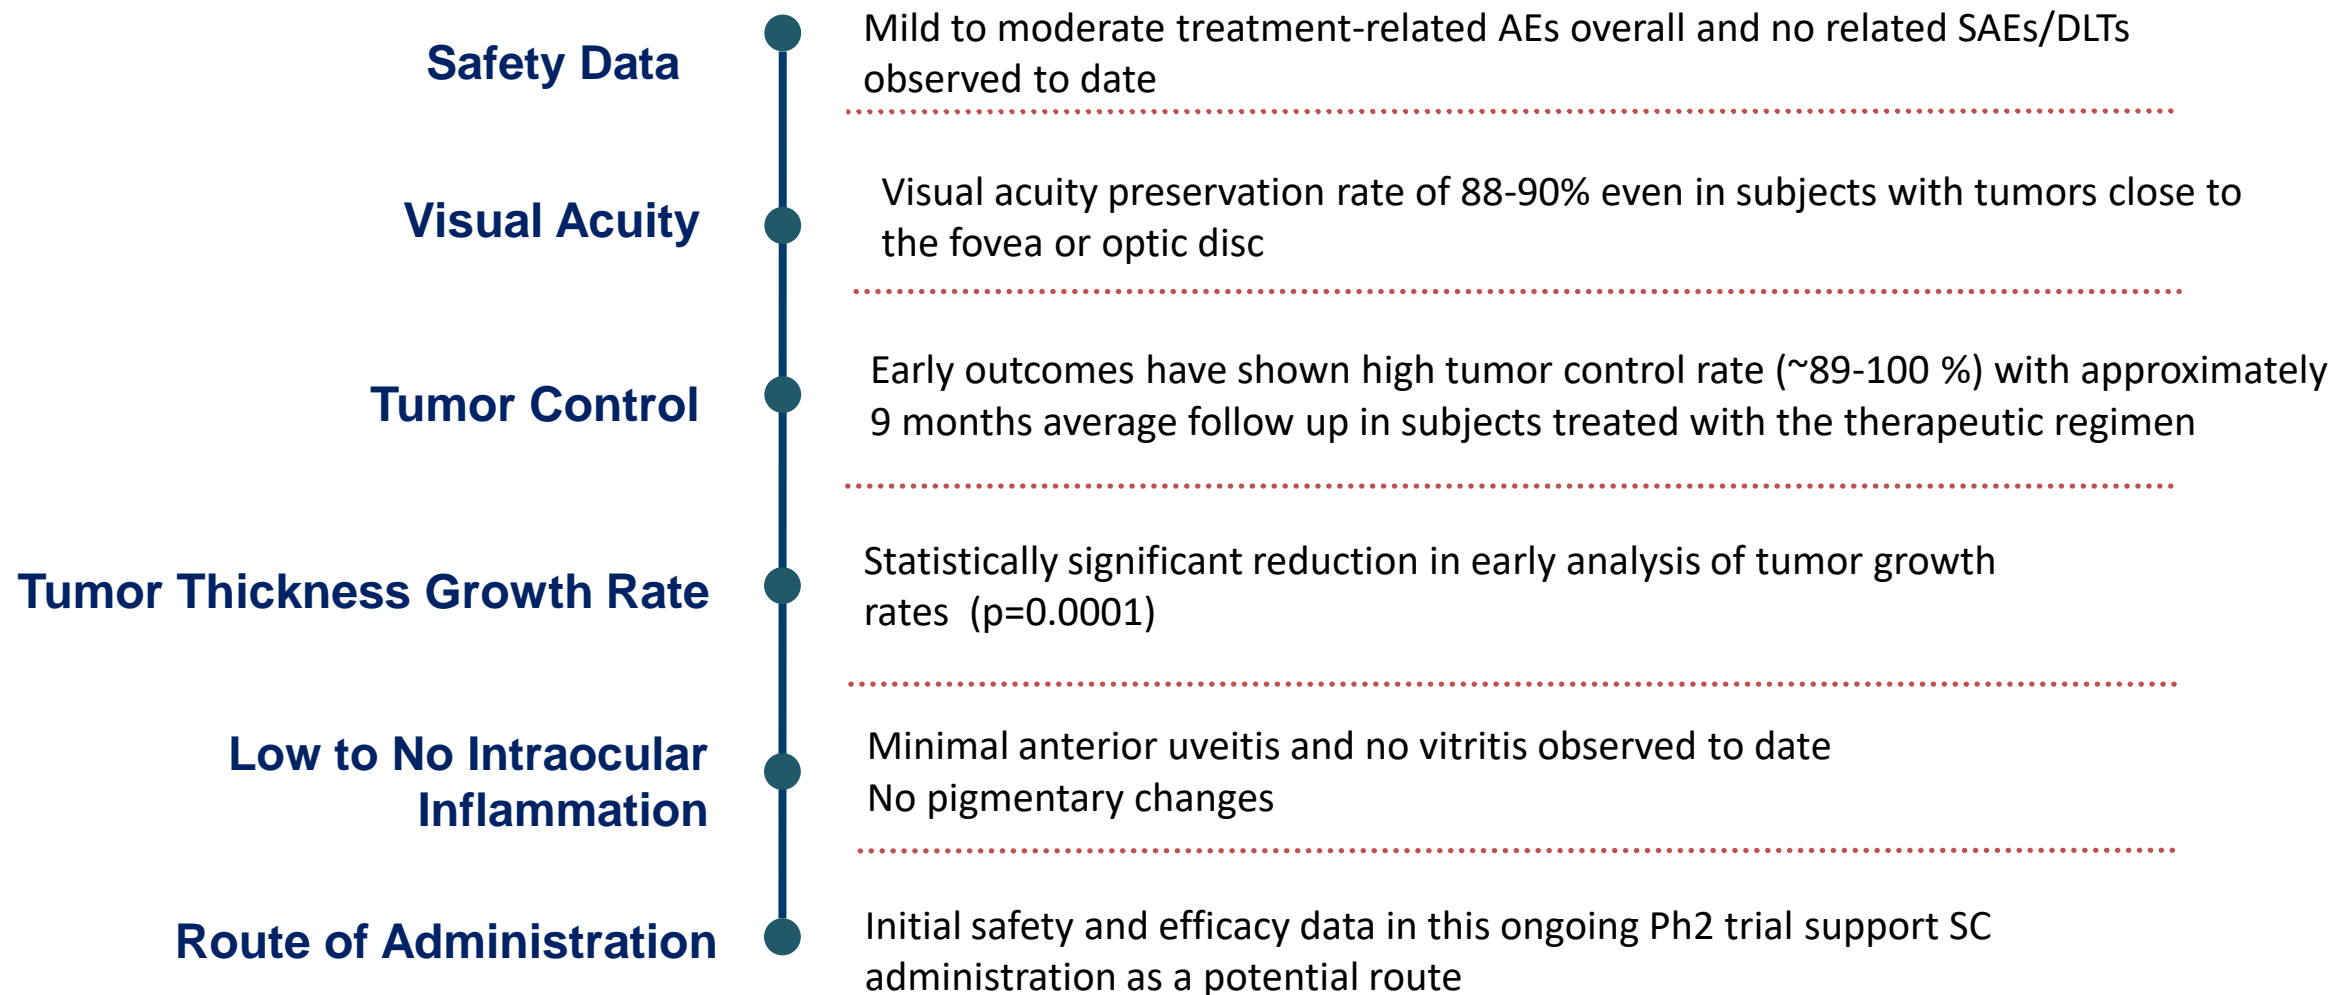 Safety Data
Mild to moderate treatment-related AEs overall and no related SAEs/DLTs
observed to date
Visual Acuity
Visual acuity preservation rate of 88-90% even in subjects with tumors close to
the fovea or optic disc
Tumor Control
Early outcomes have shown high tumor control rate (~89-100 %) with approximately
9 months average follow up in subjects treated with the therapeutic regimen
Tumor Thickness Growth Rate
Statistically significant reduction in early analysis of tumor growth
rates (p=0.0001)
Low to No Intraocular
Inflammation
Minimal anterior uveitis and no vitritis observed to date
No pigmentary changes
Route of Administration
Initial safety and efficacy data in this ongoing Ph2 trial support SC
administration as a potential route